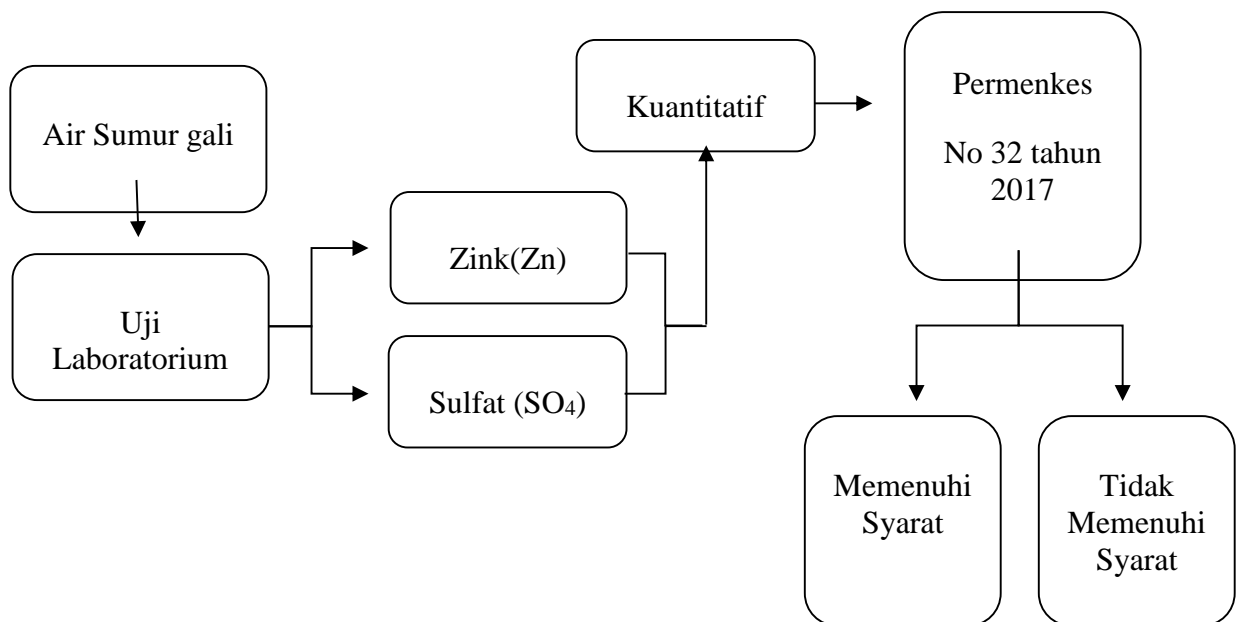 Air Sumur gali
Uji
Laboratorium
Zink(Zn)
Sulfat (SO₄)
Kuantitatif
Permenkes
No 32 tahun
2017
Memenuhi
Syarat
Tidak
Memenuhi
Syarat